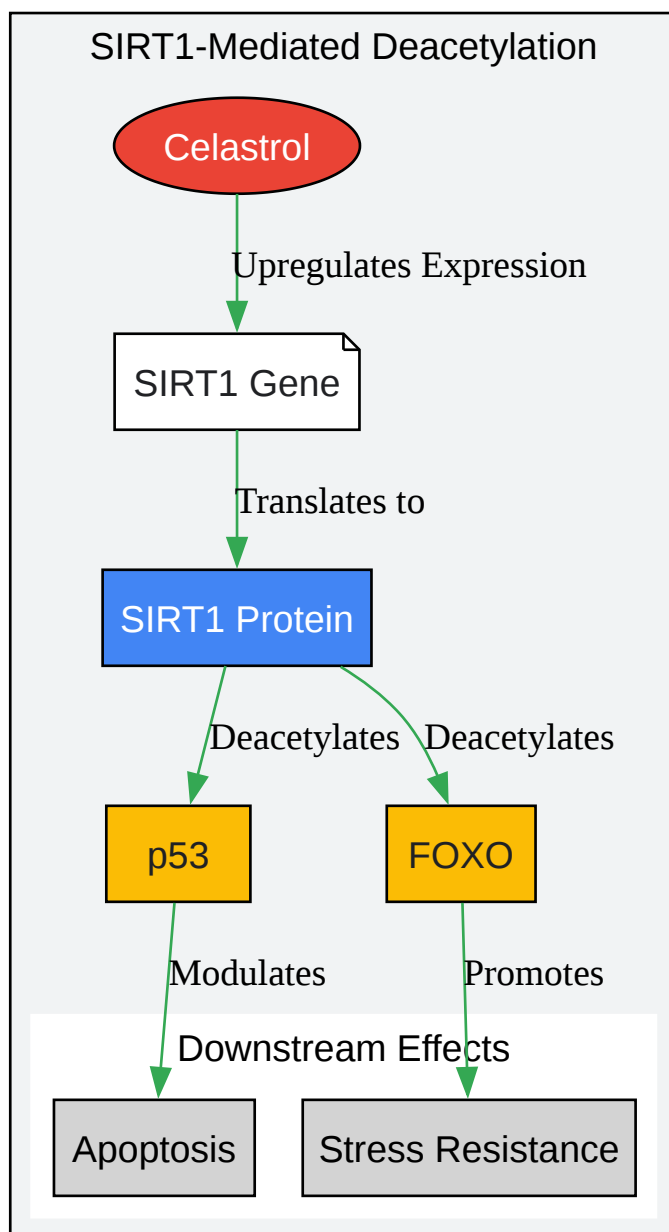 SIRT1-Mediated Deacetylation
Celastrol
Upregulates Expression
SIRT1 Gene
Translates to
SIRT1 Protein
Deacetylates
Deacetylates
p53
FOXO
Modulates
Promotes
Downstream Effects
Apoptosis
Stress Resistance